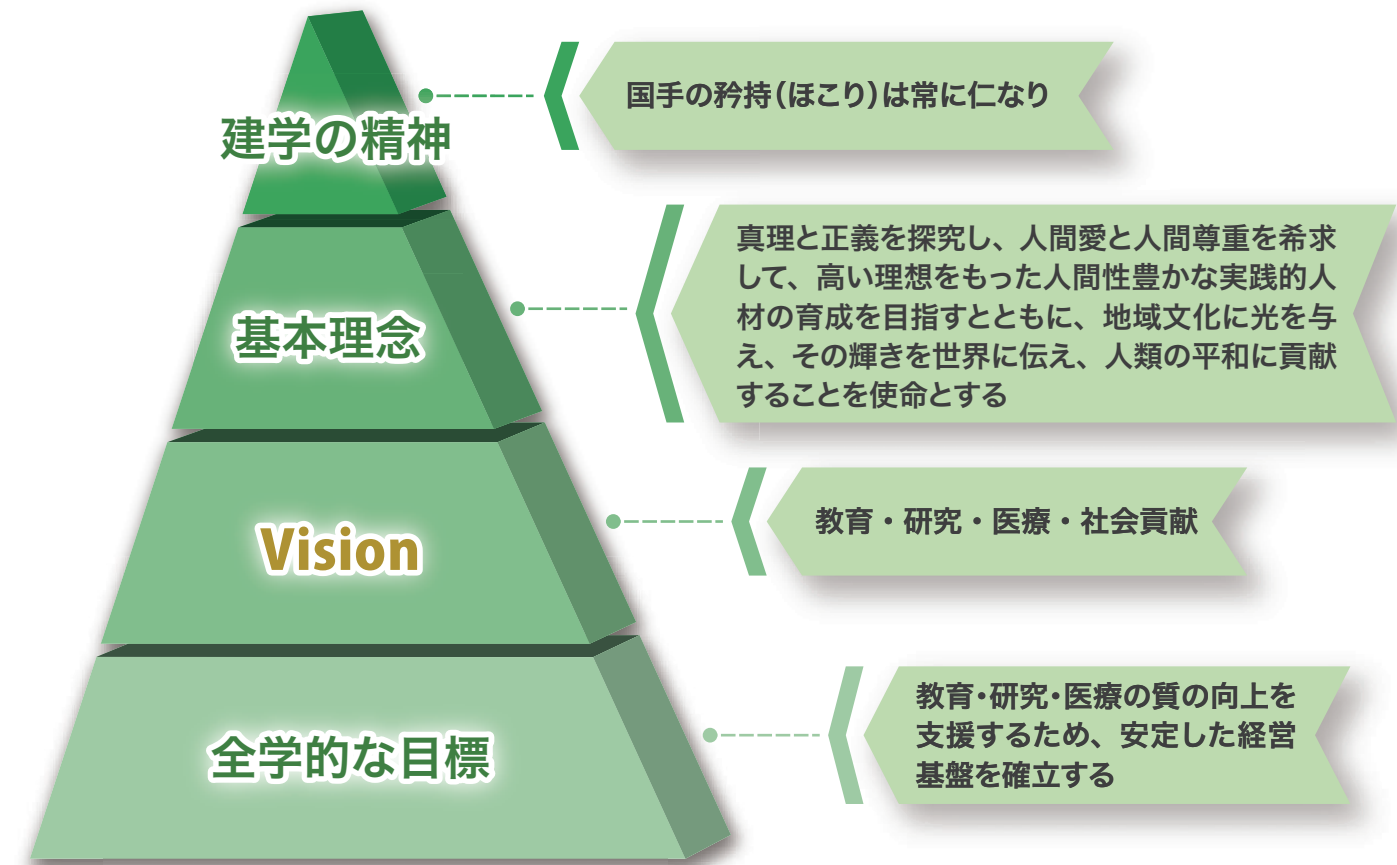 建学の精神
国手の矜持（ほこり）は常に仁なり
基本理念
真理と正義を探究し、人間愛と人間尊重を希求
して、高い理想をもった人間性豊かな実践的人
材の育成を目指すとともに、地域文化に光を与
え、その輝きを世界に伝え、人類の平和に貢献
することを使命とする
Vision
教育・研究・医療・社会貢献
全学的な目標
教育・研究・医療の質の向上を
支援するため、安定した経営
基盤を確立する